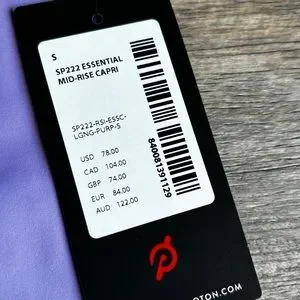 S
SP222 ESSENTIAL
MID-RISE CAPRI
SP222-RSI-ESSC-
LGNG-PURP-S
USD 78.00
CAD 104.00
GBP 74.00
EUR 84.00
AUD 122.00
840081391129
OTON.COM